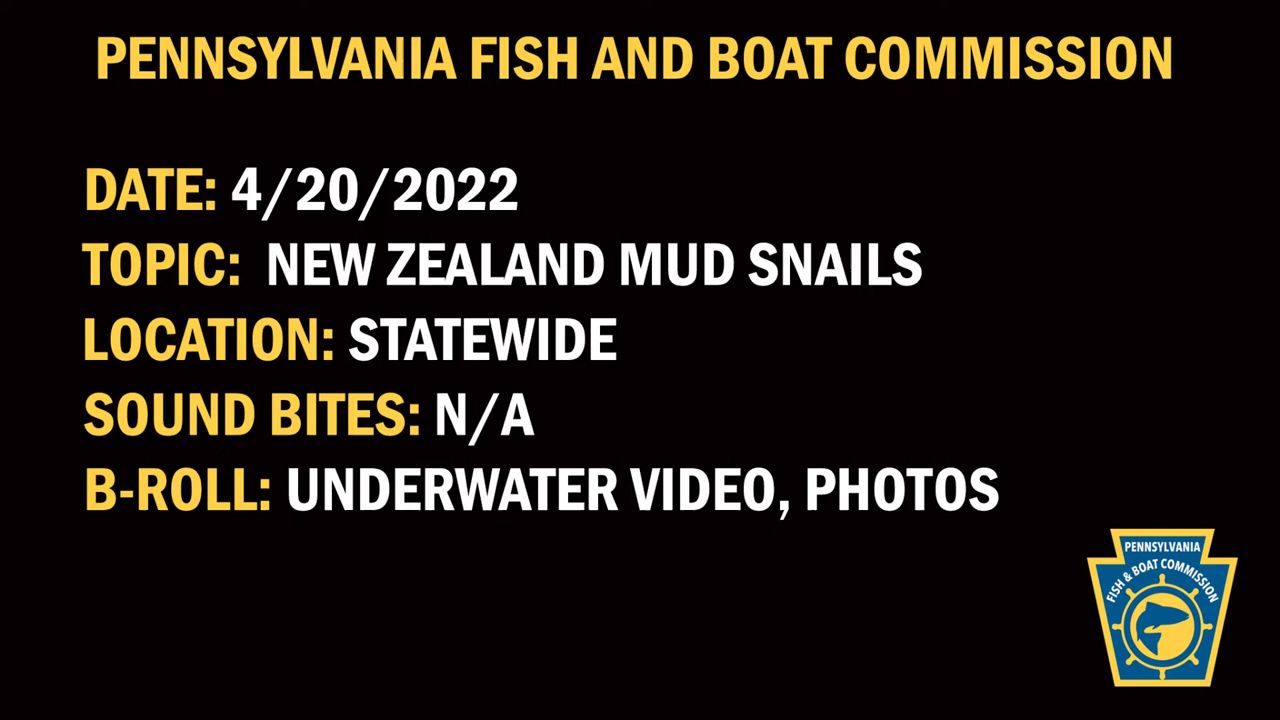 PENNSYLVANIA FISH AND BOAT COMMISSION
DATE: 4/20/2022
TOPIC: NEW ZEALAND MUD SNAILS
LOCATION: STATEWIDE
SOUND BITES: N/A
B-ROLL: UNDERWATER VIDEO, PHOTOS
PENNSYLVANIA
FISH & BOAT COMMISSION